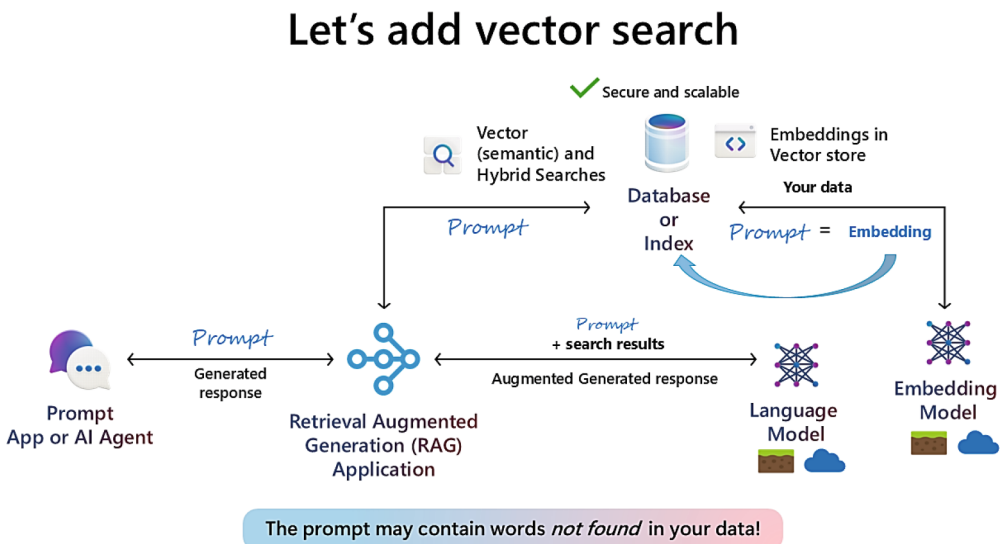 Let's add vector search
Secure and scalable
Vector
(semantic) and
Hybrid Searches
Embeddings in
Vector store
Your data
Database
or
Index
Prompt
Prompt = Embedding
Prompt
Generated
response
Prompt
+ search results
Augmented Generated response
Prompt
App or AI Agent
Retrieval Augmented
Generation (RAG)
Application
Language
Model
Embedding
Model
The prompt may contain words not found in your data!